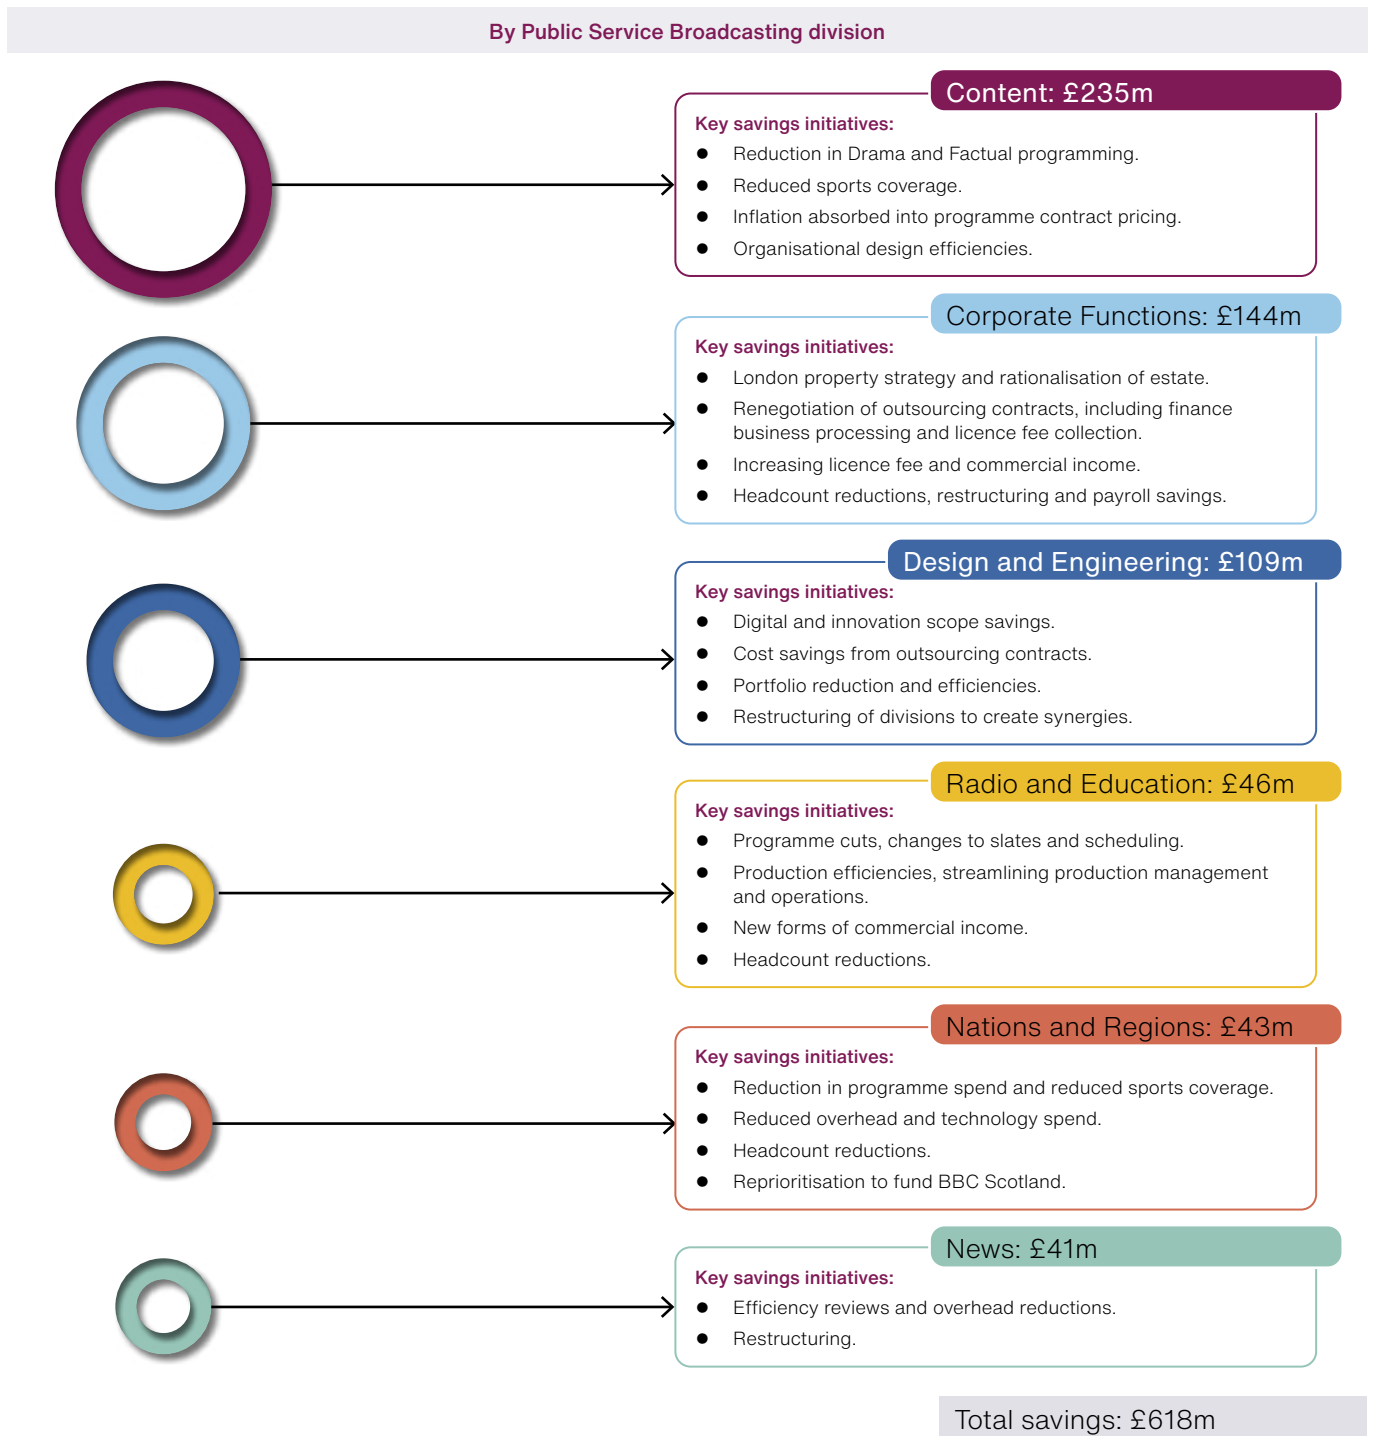 By Public Service Broadcasting division
Content: £235m
Key savings initiatives:
● Reduction in Drama and Factual programming.
● Reduced sports coverage.
● Inflation absorbed into programme contract pricing.
● Organisational design efficiencies.
Corporate Functions: £144m
Key savings initiatives:
● London property strategy and rationalisation of estate.
● Renegotiation of outsourcing contracts, including finance
business processing and licence fee collection.
● Increasing licence fee and commercial income.
● Headcount reductions, restructuring and payroll savings.
Design and Engineering: £109m
Key savings initiatives:
● Digital and innovation scope savings.
● Cost savings from outsourcing contracts.
● Portfolio reduction and efficiencies.
● Restructuring of divisions to create synergies.
Radio and Education: £46m
Key savings initiatives:
● Programme cuts, changes to slates and scheduling.
● Production efficiencies, streamlining production management
and operations.
● New forms of commercial income.
● Headcount reductions.
Nations and Regions: £43m
Key savings initiatives:
● Reduction in programme spend and reduced sports coverage.
● Reduced overhead and technology spend.
● Headcount reductions.
● Reprioritisation to fund BBC Scotland.
News: £41m
Key savings initiatives:
● Efficiency reviews and overhead reductions.
● Restructuring.
Total savings: £618m